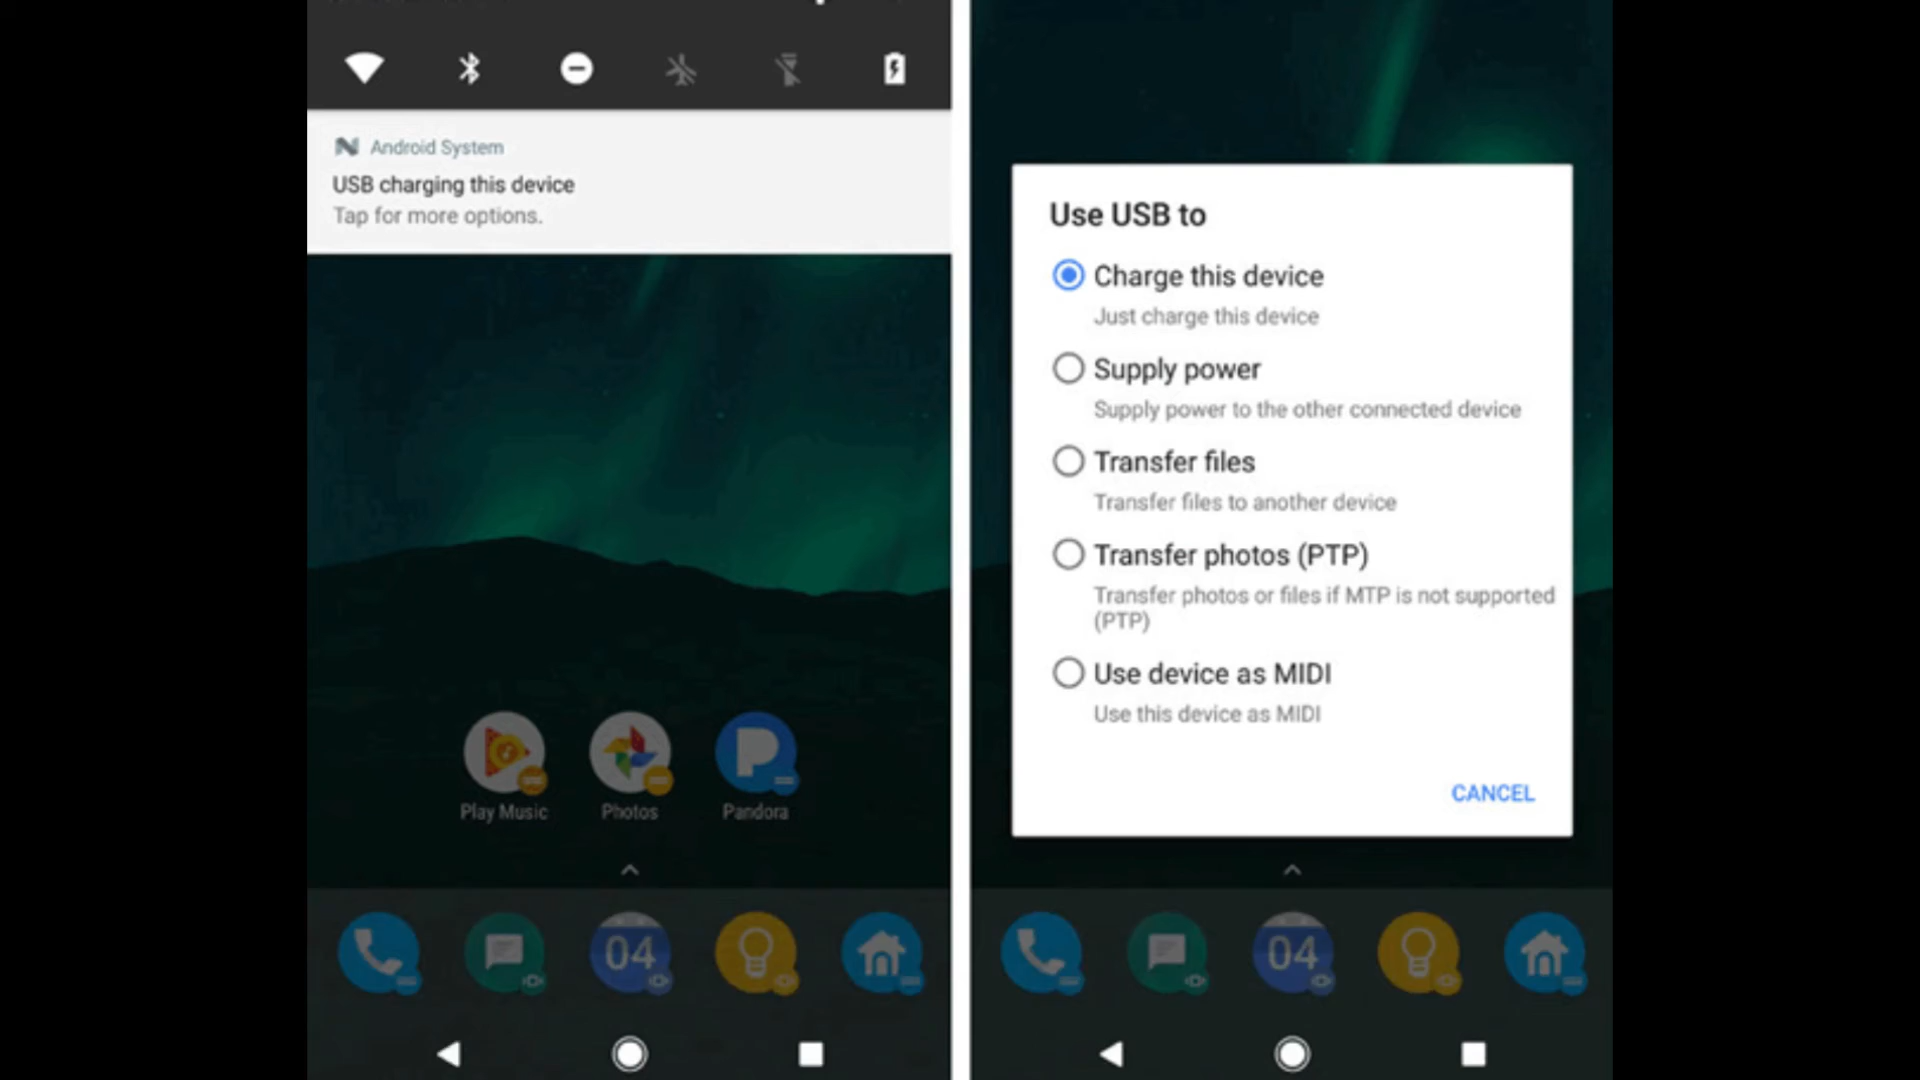 Android System
USB charging this device
Tap for more options.
Play Music
Photos
Pandora
04
Use USB to
Charge this device
Just charge this device
Supply power
Supply power to the other connected device
Transfer files
Transfer files to another device
Transfer photos (PTP)
Transfer photos or files if MTP is not supported
(PTP)
Use device as MIDI
Use this device as MIDI
CANCEL
04